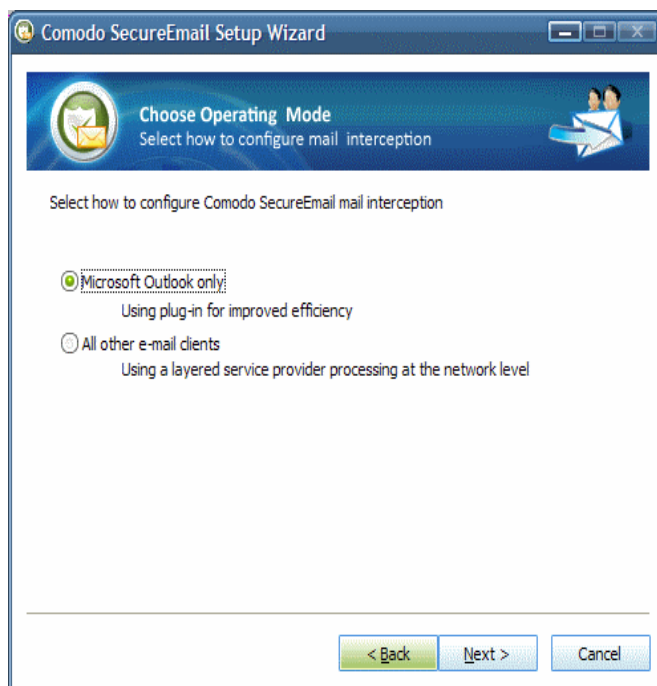 Comodo SecureEmail Setup Wizard
Choose Operating Mode
Select how to configure mail interception
Select how to configure Comodo SecureEmail mail interception
Microsoft Outlook only
Using plug-in for improved efficiency
All other e-mail clients
Using a layered service provider processing at the network level
< Back Next > Cancel